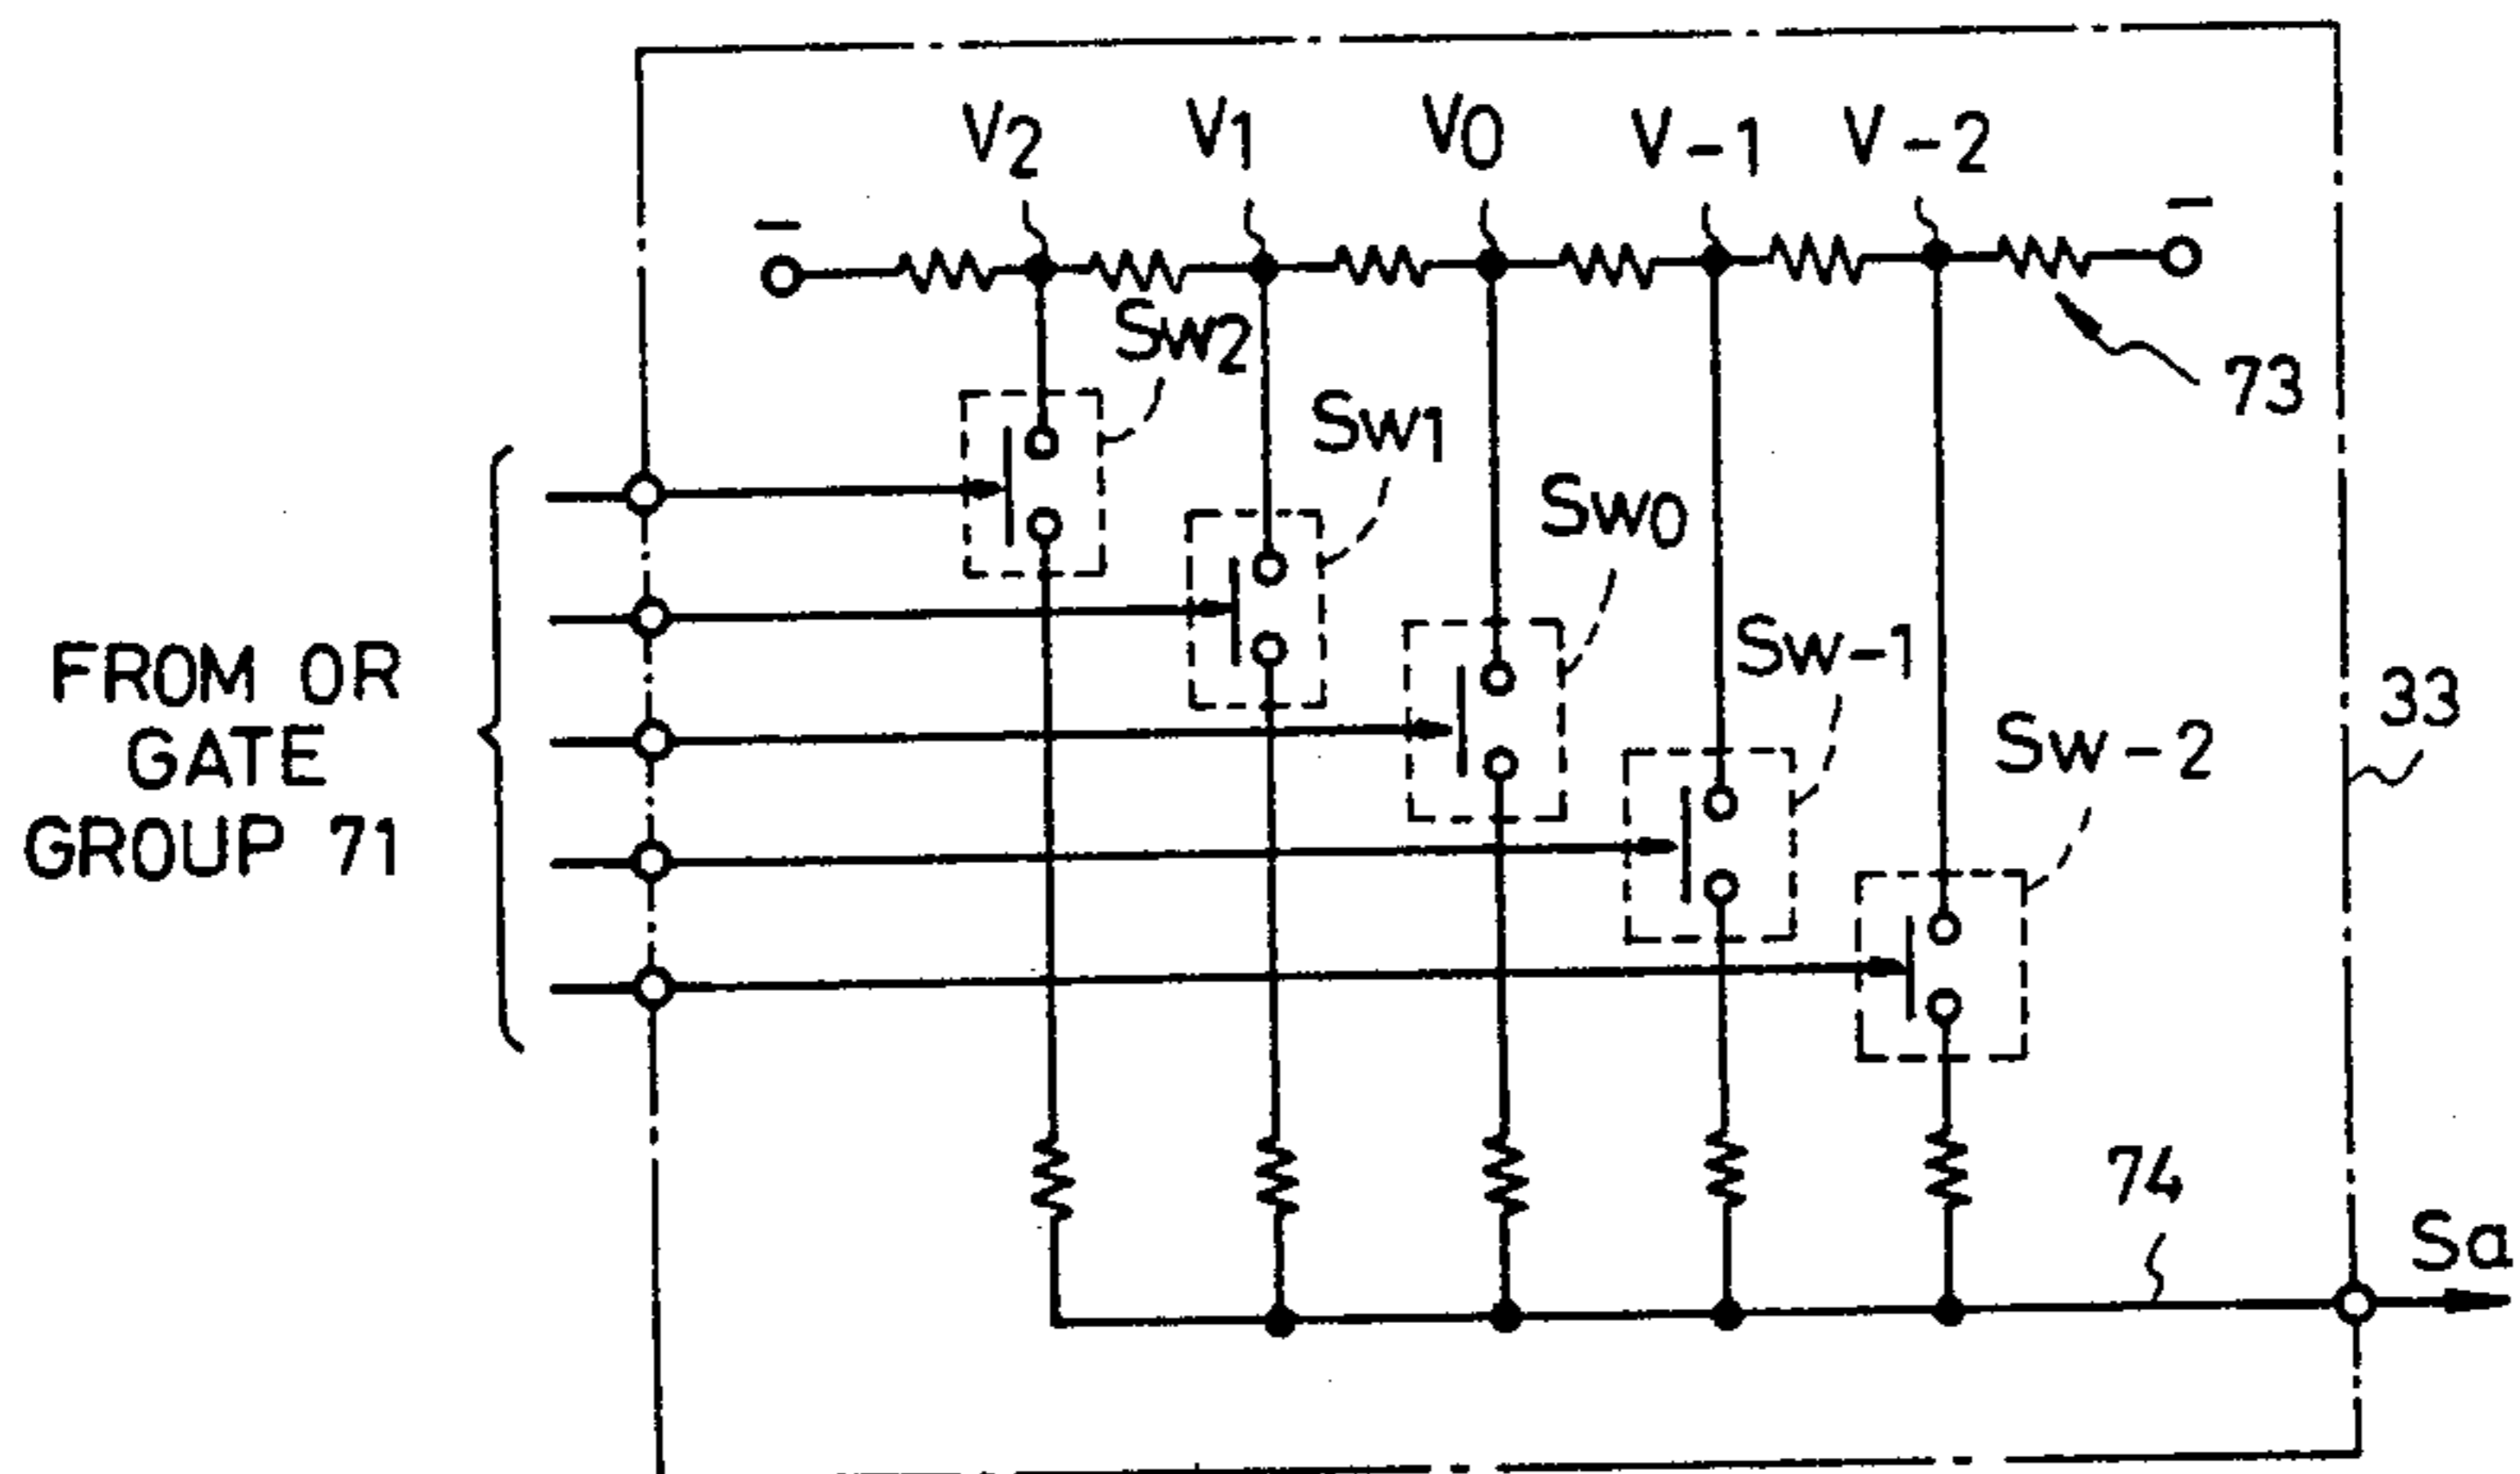 V2
V1
V0
V-1
V-2
−
−
SW2
73
SW1
SW0
SW-1
33
SW-2
FROM OR
GATE
GROUP 71
74
Sa